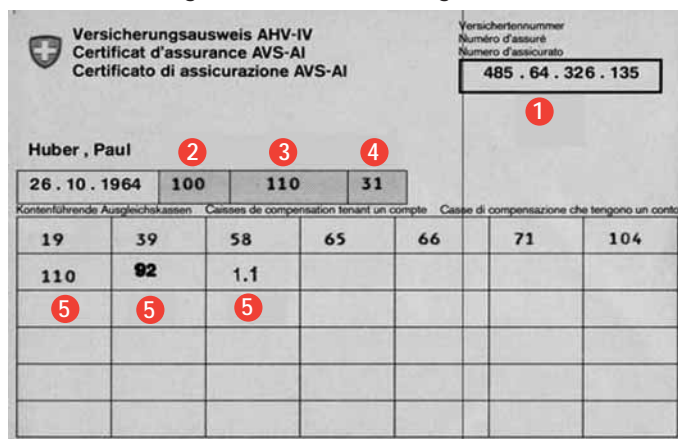 Versicherungsausweis AHV-IV
Certificat d'assurance AVS-AI
Certificato di assicurazione AVS-AI
Versichertennummer
Numéro d'assuré
Numero d'assicurato
485 . 64 . 326 . 135
1
Huber , Paul
2 3 4
26 . 10 . 1964 100 110 31
Kontenführende Ausgleichskassen Caisses de compensation tenant un compte Casse di compensazione che tengono un conto
19 39 58 65 66 71 104
110 92 1.1
5 5 5